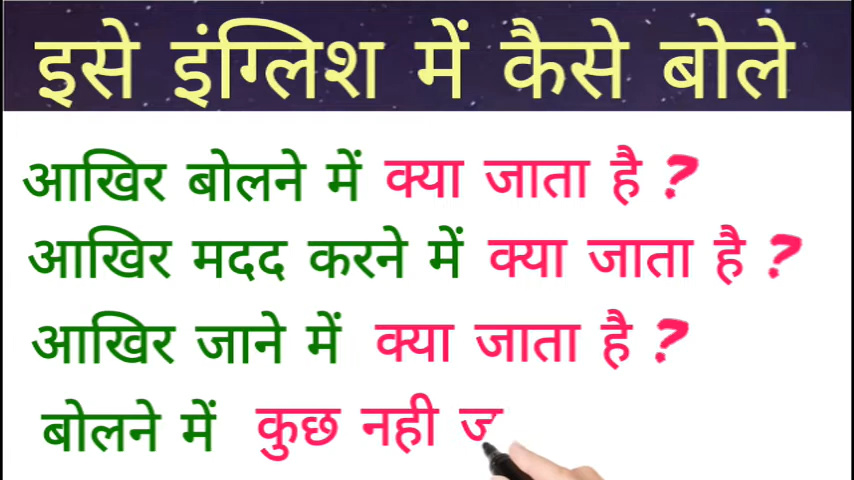 इसे इंग्लिश में कैसे बोले
आखिर बोलने में क्या जाता है ?
आखिर मदद करने में क्या जाता है ?
आखिर जाने में क्या जाता है ?
बोलने में कुछ नही